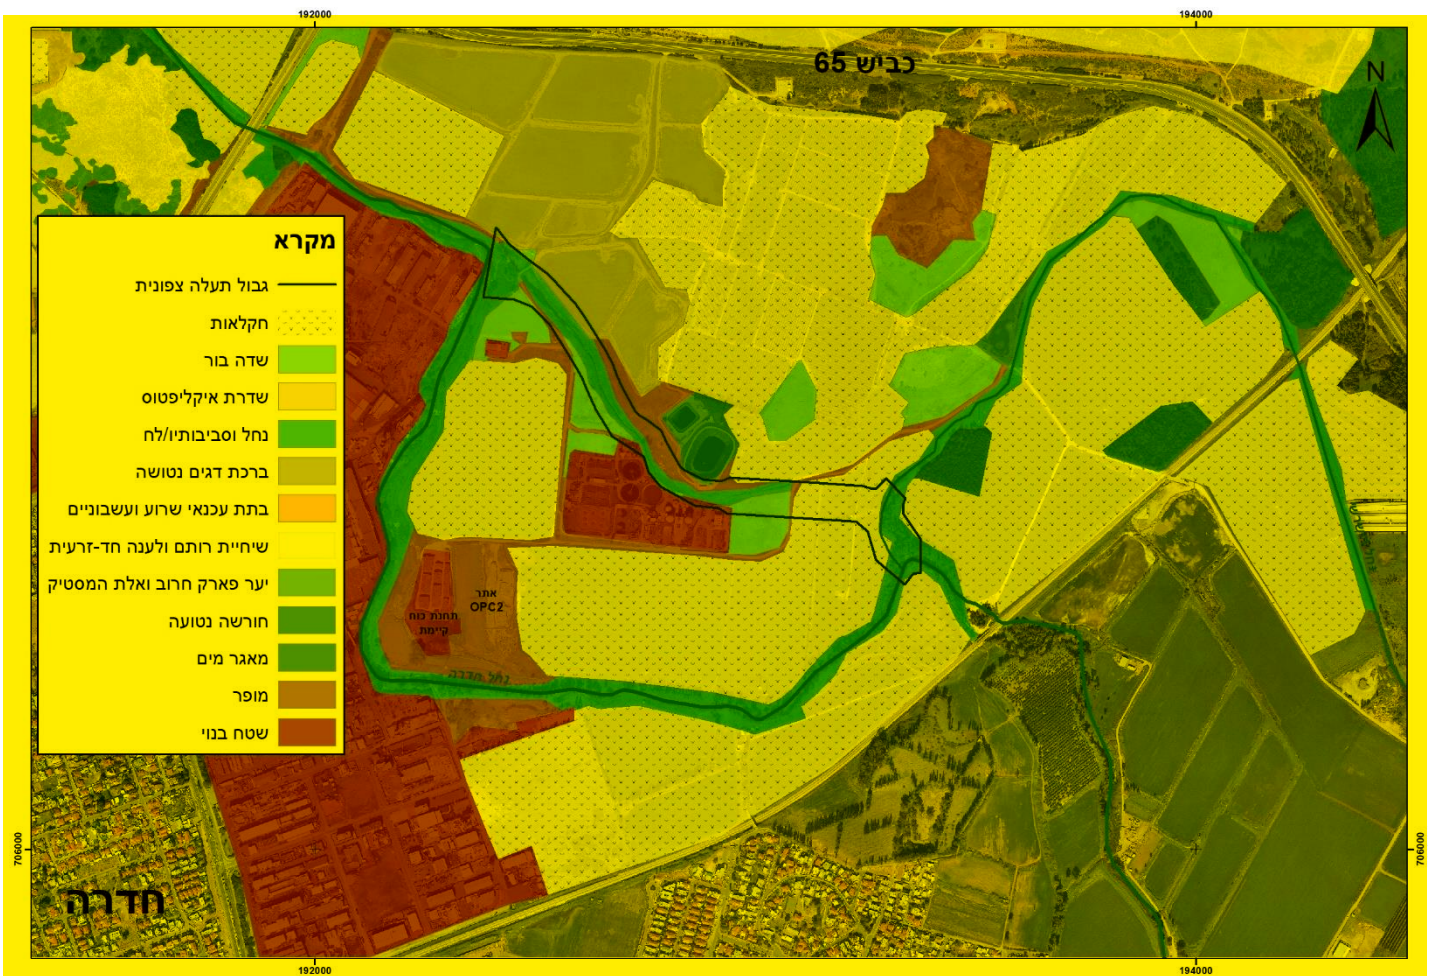 192000
194000
כביש 65
N
מקרא
גבול תעלה צפונית
חקלאות
שדה בור
שדרת איקליפטוס
נחל וסביבותיו/לח
ברכת דגים נטושה
בתת עכנאי שרוע ועשבוניים
שיחיית רותם ולענה חד-זרעית
יער פארק חרוב ואלת המסטיק
חורשה נטועה
מאגר מים
מופר
שטח בנוי
אתר
OPC2
תחנת כוח
קיימת
נחל חדרה
706000
706000
חדרה
192000
194000